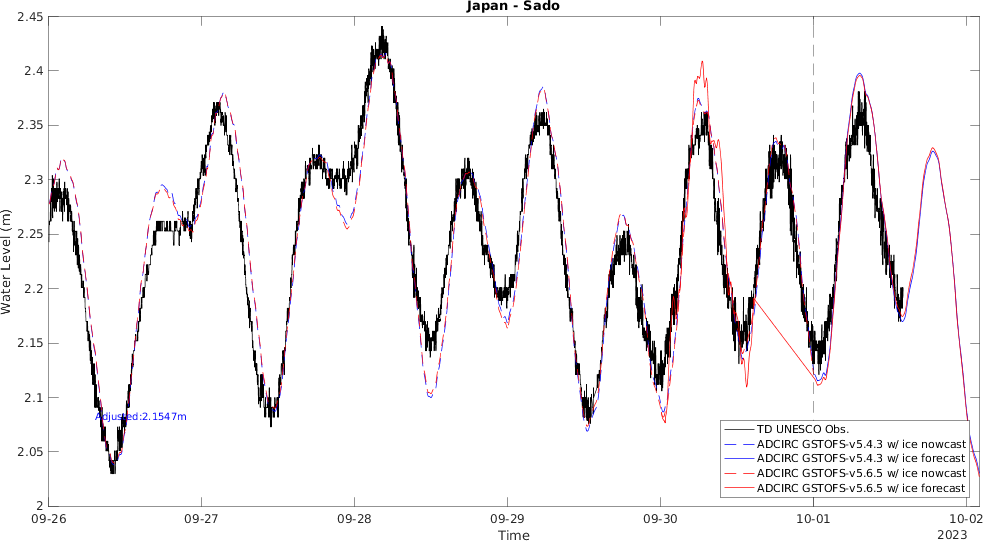 Japan - Sado
Water Level (m)
2.45
2.4
2.35
2.3
2.25
2.2
2.15
2.1
2.05
2
Adjusted:2.1547m
TD UNESCO Obs.
ADCIRC GSTOFS-v5.4.3 w/ ice nowcast
ADCIRC GSTOFS-v5.4.3 w/ ice forecast
ADCIRC GSTOFS-v5.6.5 w/ ice nowcast
ADCIRC GSTOFS-v5.6.5 w/ ice forecast
09-26 09-27 09-28 09-29 09-30 10-01 10-02
Time
2023